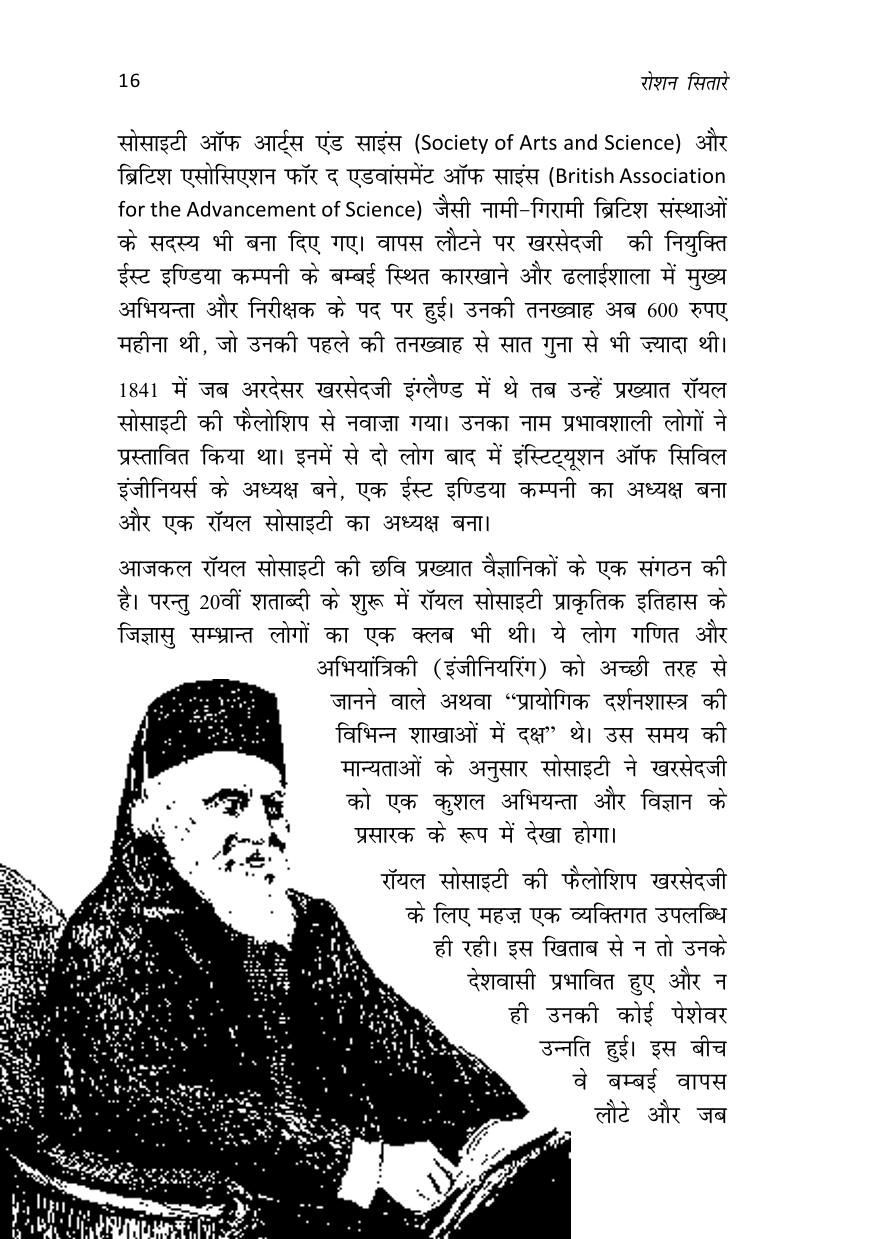 16 रोशन सितारे
सोसाइटी ऑफ आर्ट्स एंड साइंस (Society of Arts and Science) और
ब्रिटिश एसोसिएशन फॉर द एडवांसमेंट ऑफ साइंस (British Association
for the Advancement of Science) जैसी नामी-गिरामी ब्रिटिश संस्थाओं
के सदस्य भी बना दिए गए। वापस लौटने पर खरसेदजी की नियुक्ति
ईस्ट इण्डिया कम्पनी के बम्बई स्थित कारखाने और ढलाईशाला में मुख्य
अभियन्ता और निरीक्षक के पद पर हुई। उनकी तनख्वाह अब 600 रुपए
महीना थी, जो उनकी पहले की तनख्वाह से सात गुना से भी ज़्यादा थी।
1841 में जब अरदेसर खरसेदजी इंग्लैण्ड में थे तब उन्हें प्रख्यात रॉयल
सोसाइटी की फैलोशिप से नवाज़ा गया। उनका नाम प्रभावशाली लोगों ने
प्रस्तावित किया था। इनमें से दो लोग बाद में इंस्टिट्यूशन ऑफ सिविल
इंजीनियर्स के अध्यक्ष बने, एक ईस्ट इण्डिया कम्पनी का अध्यक्ष बना
और एक रॉयल सोसाइटी का अध्यक्ष बना।
आजकल रॉयल सोसाइटी की छवि प्रख्यात वैज्ञानिकों के एक संगठन की
है। परन्तु 20वीं शताब्दी के शुरू में रॉयल सोसाइटी प्राकृतिक इतिहास के
जिज्ञासु सम्भ्रान्त लोगों का एक क्लब भी थी। ये लोग गणित और
अभियांत्रिकी (इंजीनियरिंग) को अच्छी तरह से
जानने वाले अथवा “प्रायोगिक दर्शनशास्त्र की
विभिन्न शाखाओं में दक्ष” थे। उस समय की
मान्यताओं के अनुसार सोसाइटी ने खरसेदजी
को एक कुशल अभियन्ता और विज्ञान के
प्रसारक के रूप में देखा होगा।
रॉयल सोसाइटी की फैलोशिप खरसेदजी
के लिए महज़ एक व्यक्तिगत उपलब्धि
ही रही। इस खिताब से न तो उनके
देशवासी प्रभावित हुए और न
ही उनकी कोई पेशेवर
उन्नति हुई। इस बीच
वे बम्बई वापस
लौटे और जब